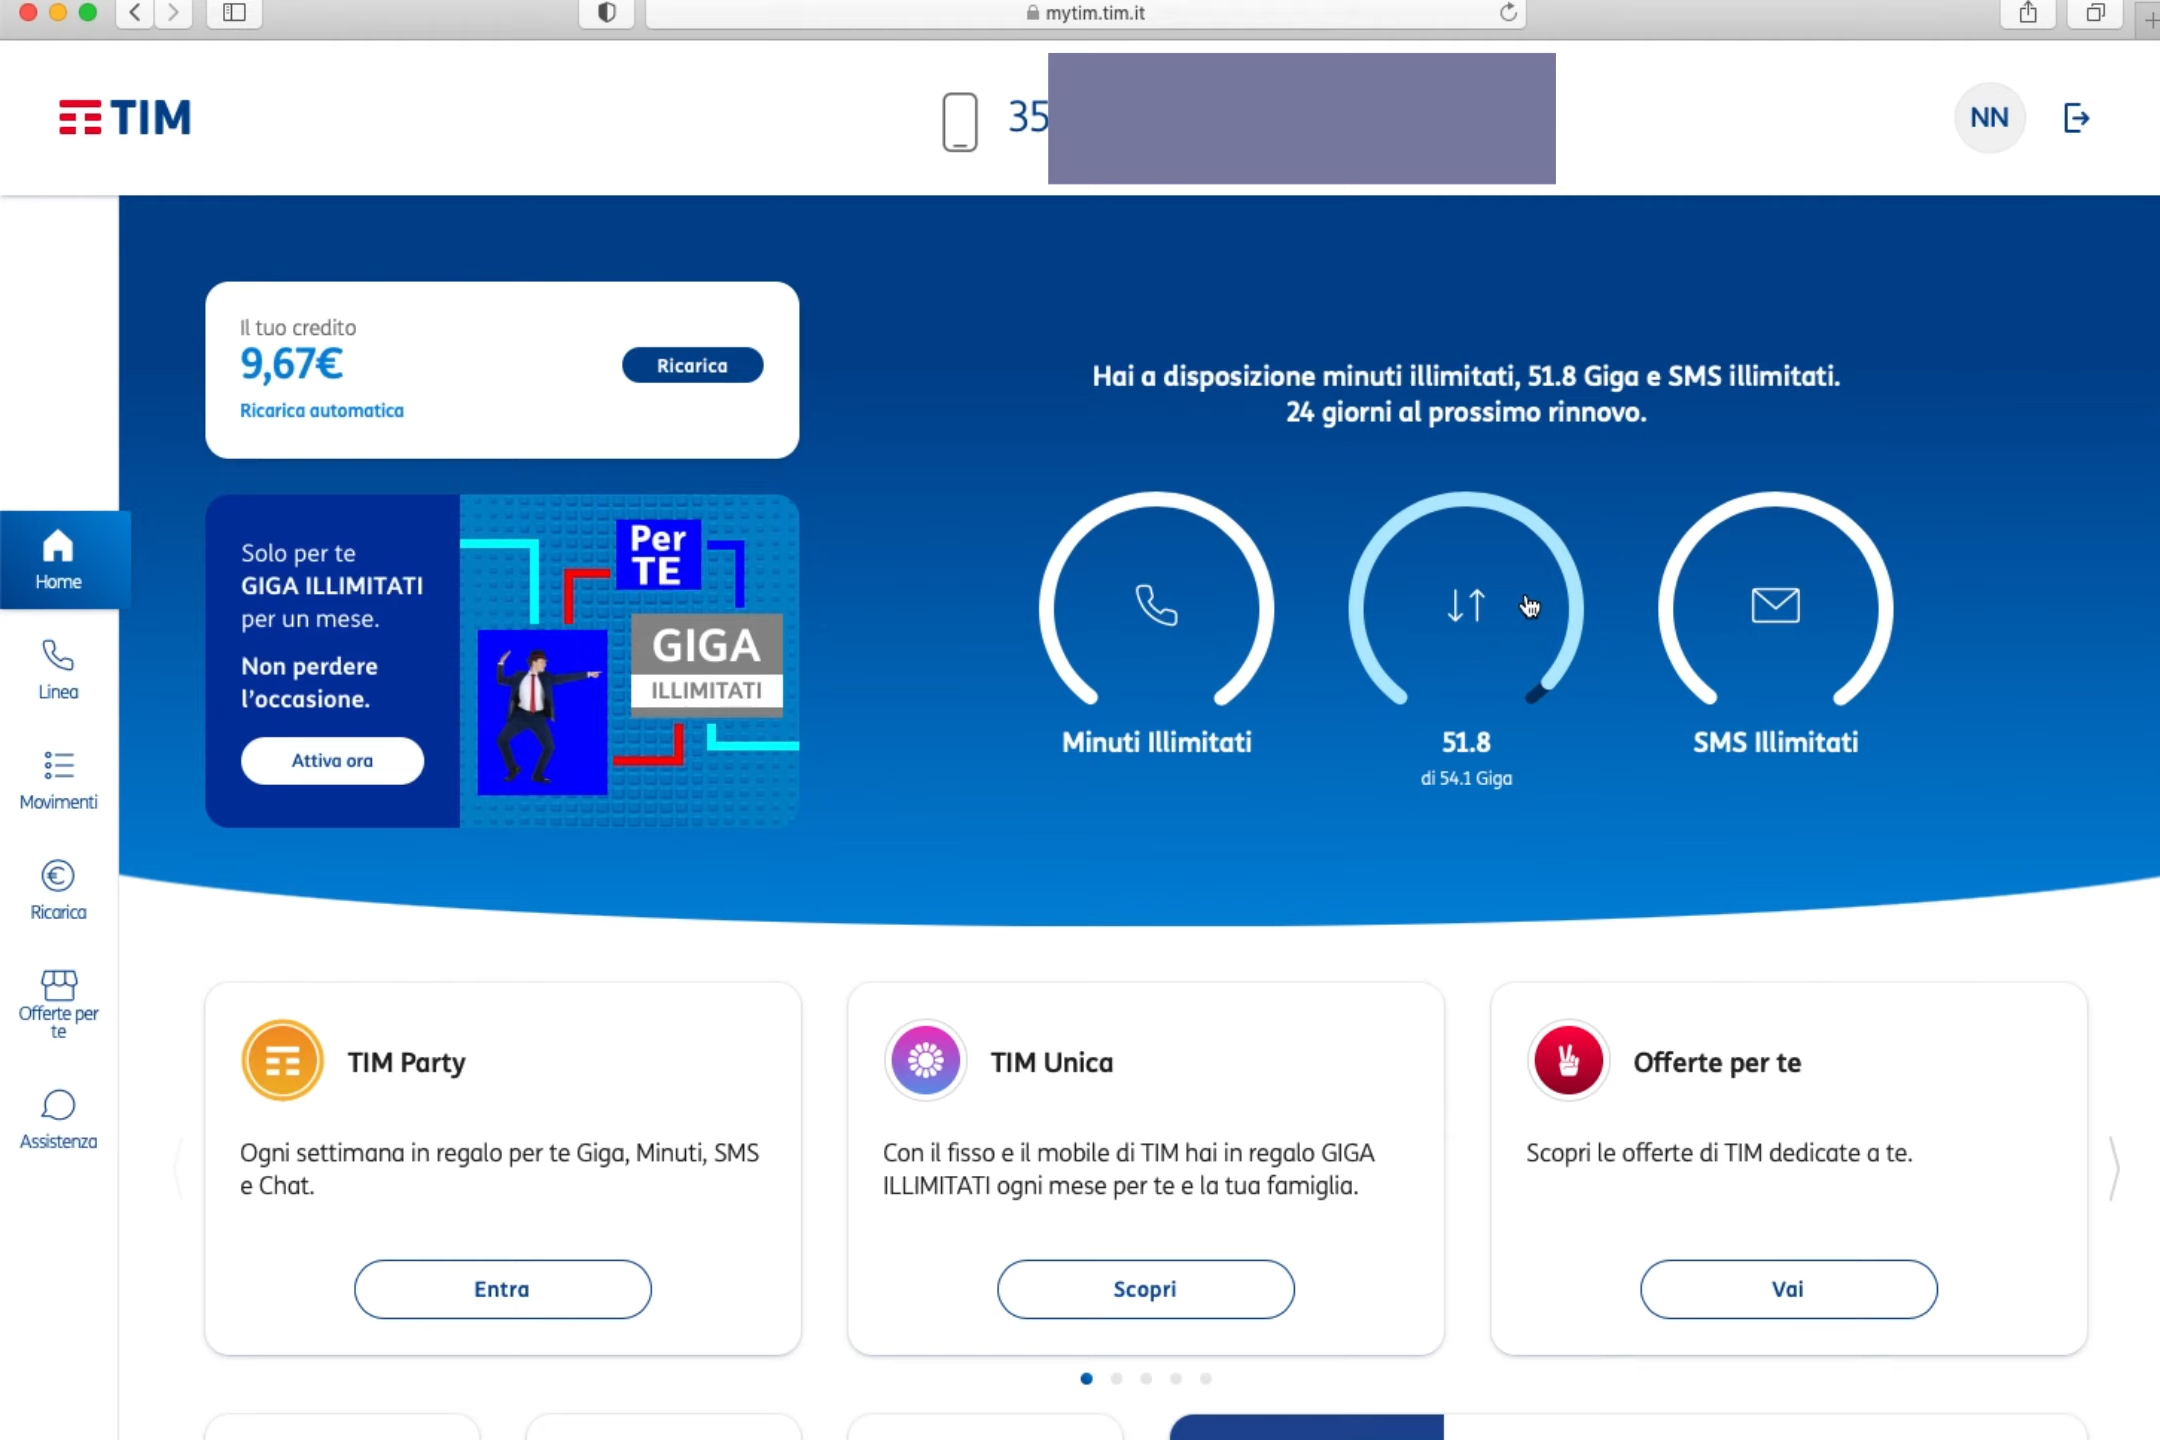 mytim.tim.it
TIM
35
NN
Il tuo credito
9,67€
Ricarica
Ricarica automatica
Hai a disposizione minuti illimitati, 51.8 Giga e SMS illimitati.
24 giorni al prossimo rinnovo.
Solo per te
GIGA ILLIMITATI
per un mese.
Non perdere
l'occasione.
Attiva ora
Per
TE
GIGA
ILLIMITATI
Minuti Illimitati
51.8
di 54.1 Giga
SMS Illimitati
Home
Linea
Movimenti
Ricarica
Offerte per
te
Assistenza
TIM Party
Ogni settimana in regalo per te Giga, Minuti, SMS
e Chat.
Entra
TIM Unica
Con il fisso e il mobile di TIM hai in regalo GIGA
ILLIMITATI ogni mese per te e la tua famiglia.
Scopri
Offerte per te
Scopri le offerte di TIM dedicate a te.
Vai